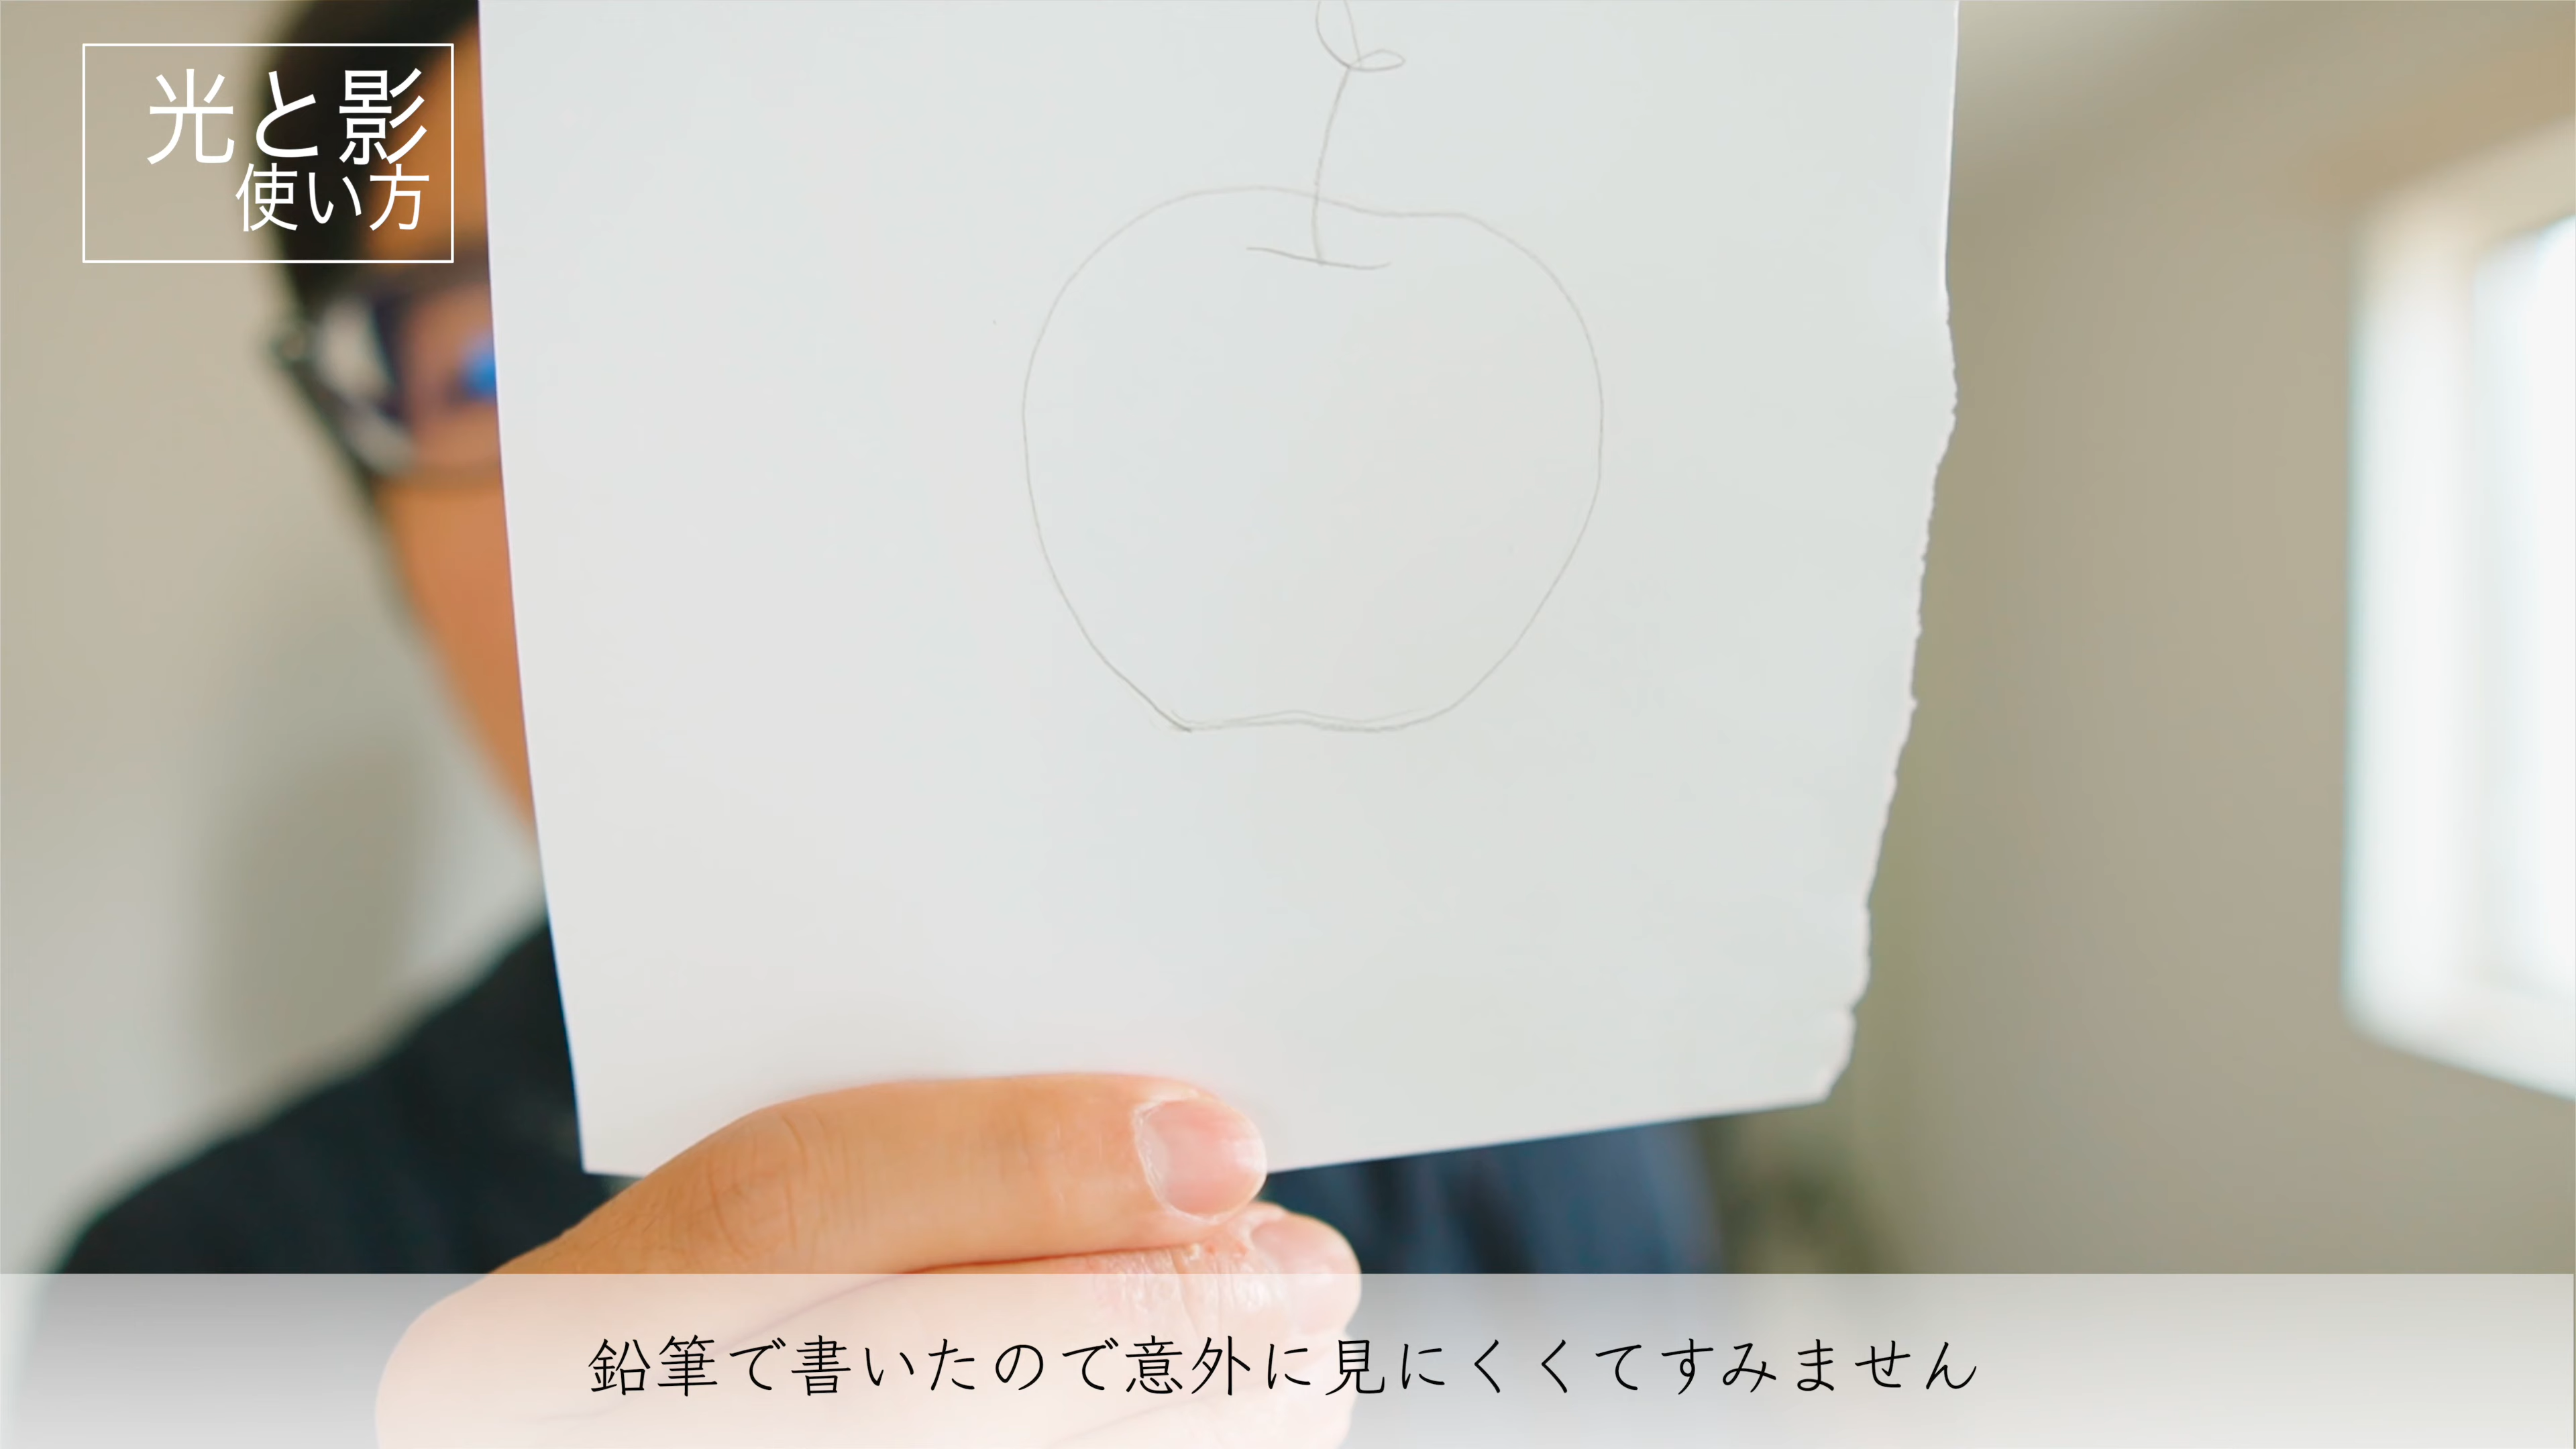 光と影
使い方
鉛筆で書いたので意外に見にくくてすみません